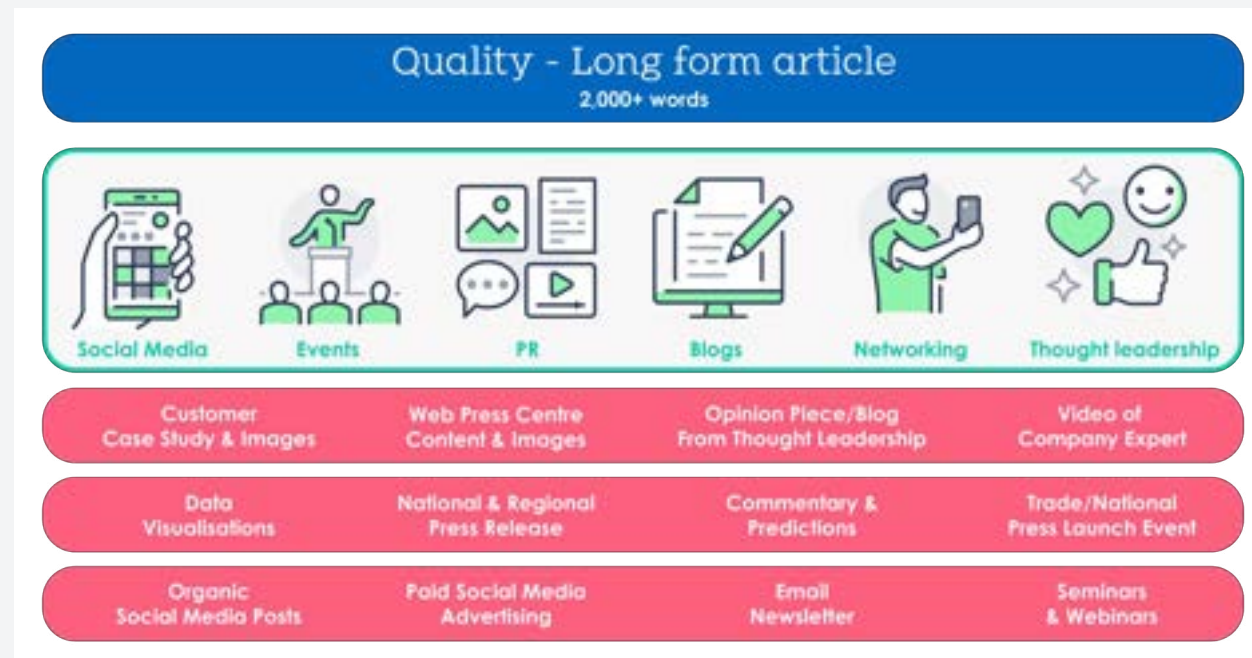 Quality - Long form article
2,000+ words
Social Media
Events
PR
Blogs
Networking
Thought leadership
Customer
Case Study & Images
Web Press Centre
Content & Images
Opinion Piece/Blog
From Thought Leadership
Video of
Company Expert
Data
Visualisations
National & Regional
Press Release
Commentary &
Predictions
Trade/National
Press Launch Event
Organic
Social Media Posts
Paid Social Media
Advertising
Email
Newsletter
Seminars
& Webinars